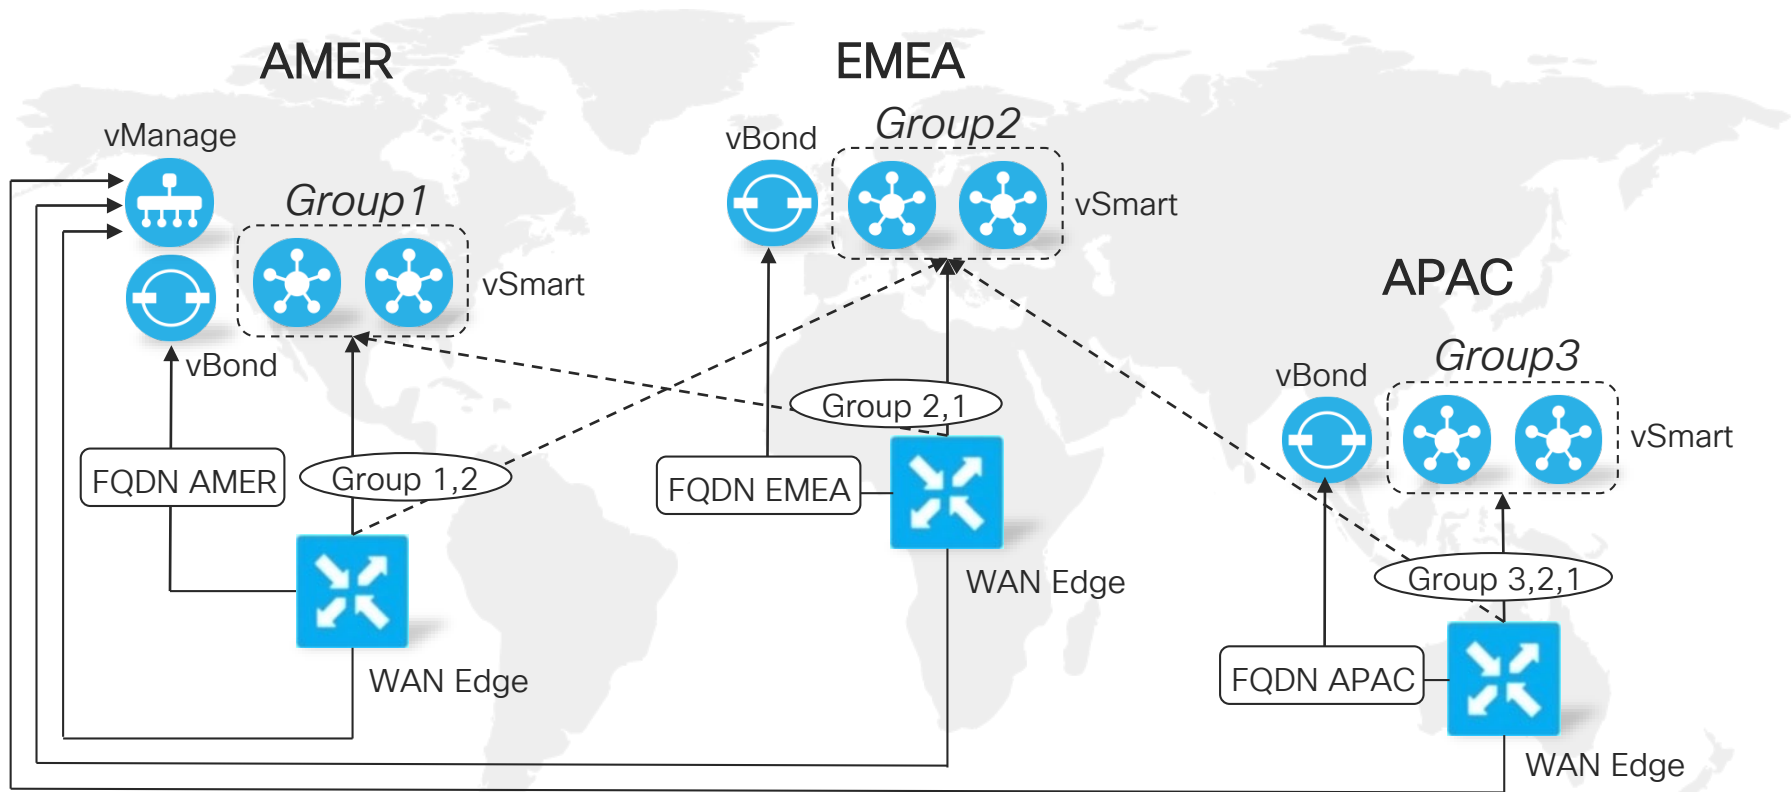 AMER
EMEA
vManage
vBond
Group2
Group1
vSmart
vSmart
APAC
vBond
vBond
Group3
Group 2,1
vSmart
FQDN AMER
Group 1,2
FQDN EMEA
WAN Edge
Group 3,2,1
WAN Edge
FQDN APAC
WAN Edge